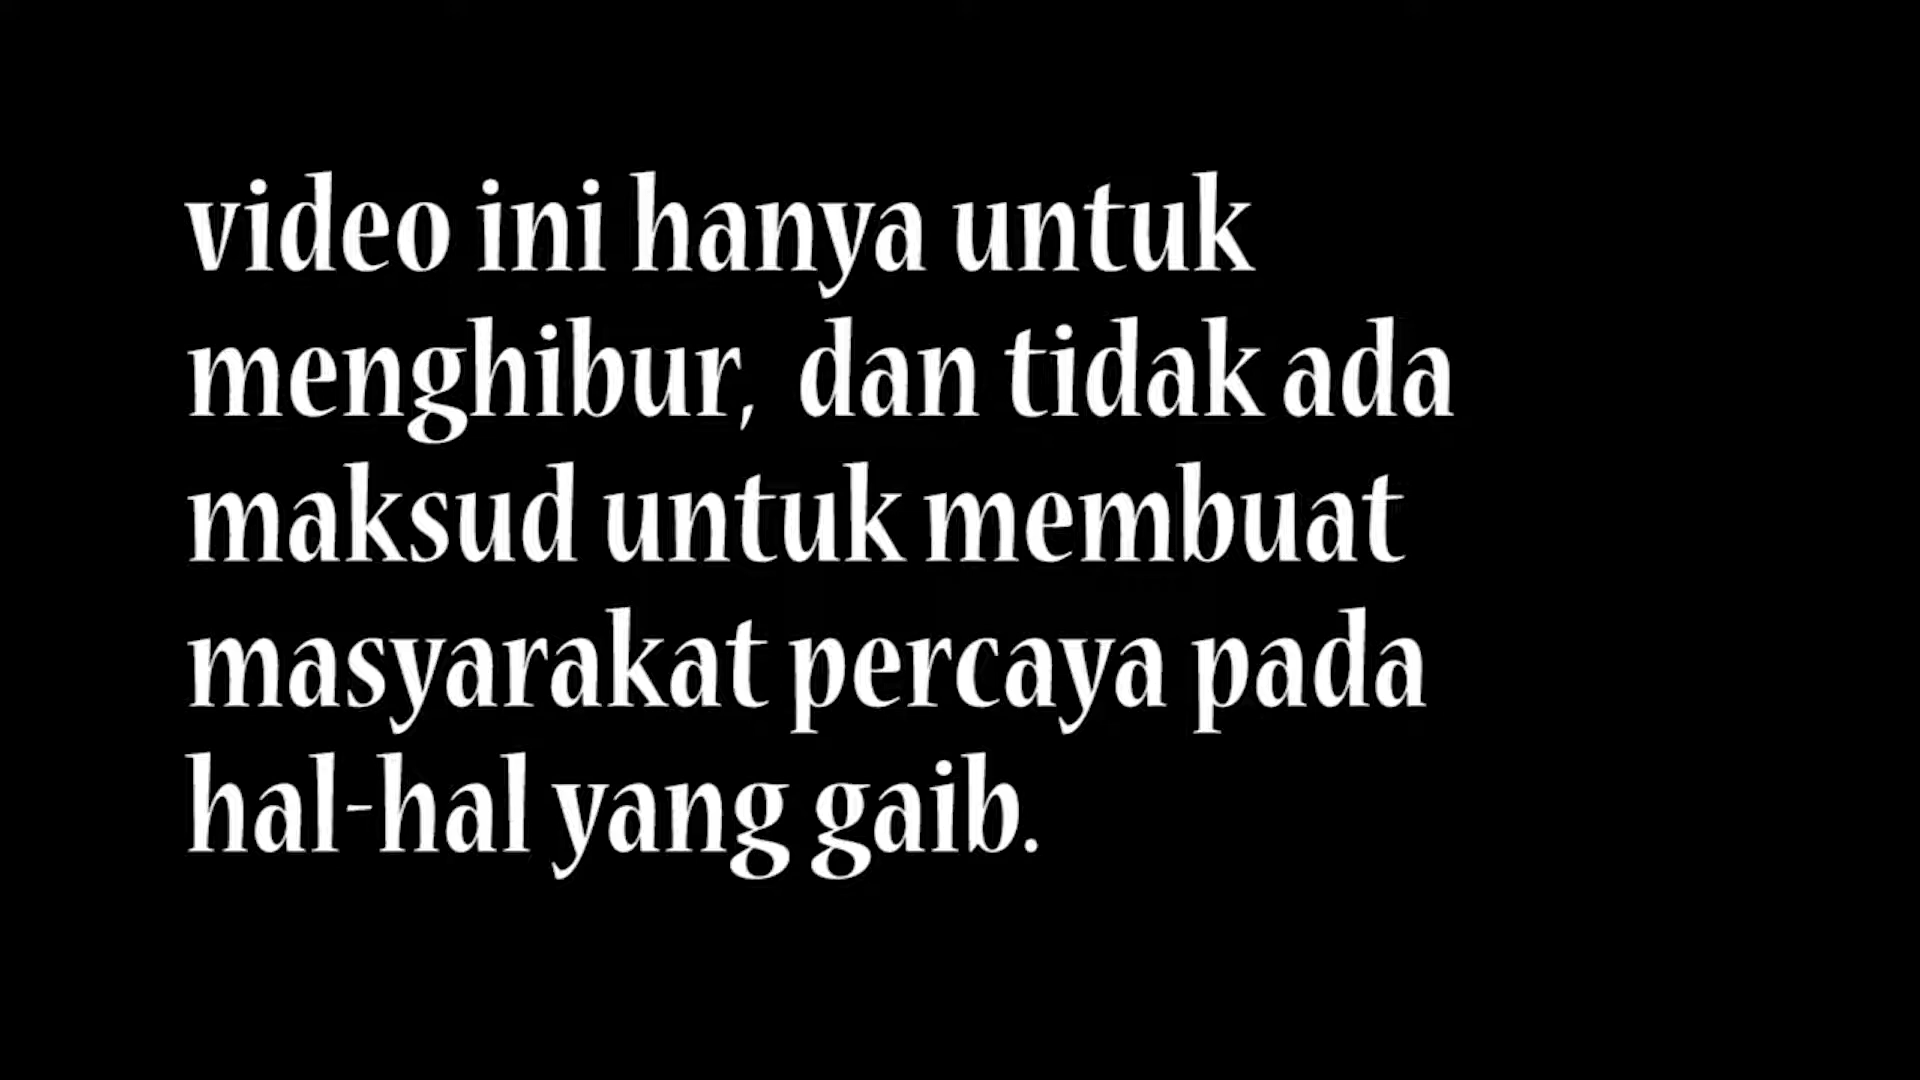 video ini hanya untuk
menghibur, dan tidak ada
maksud untuk membuat
masyarakat percaya pada
hal-hal yang gaib.